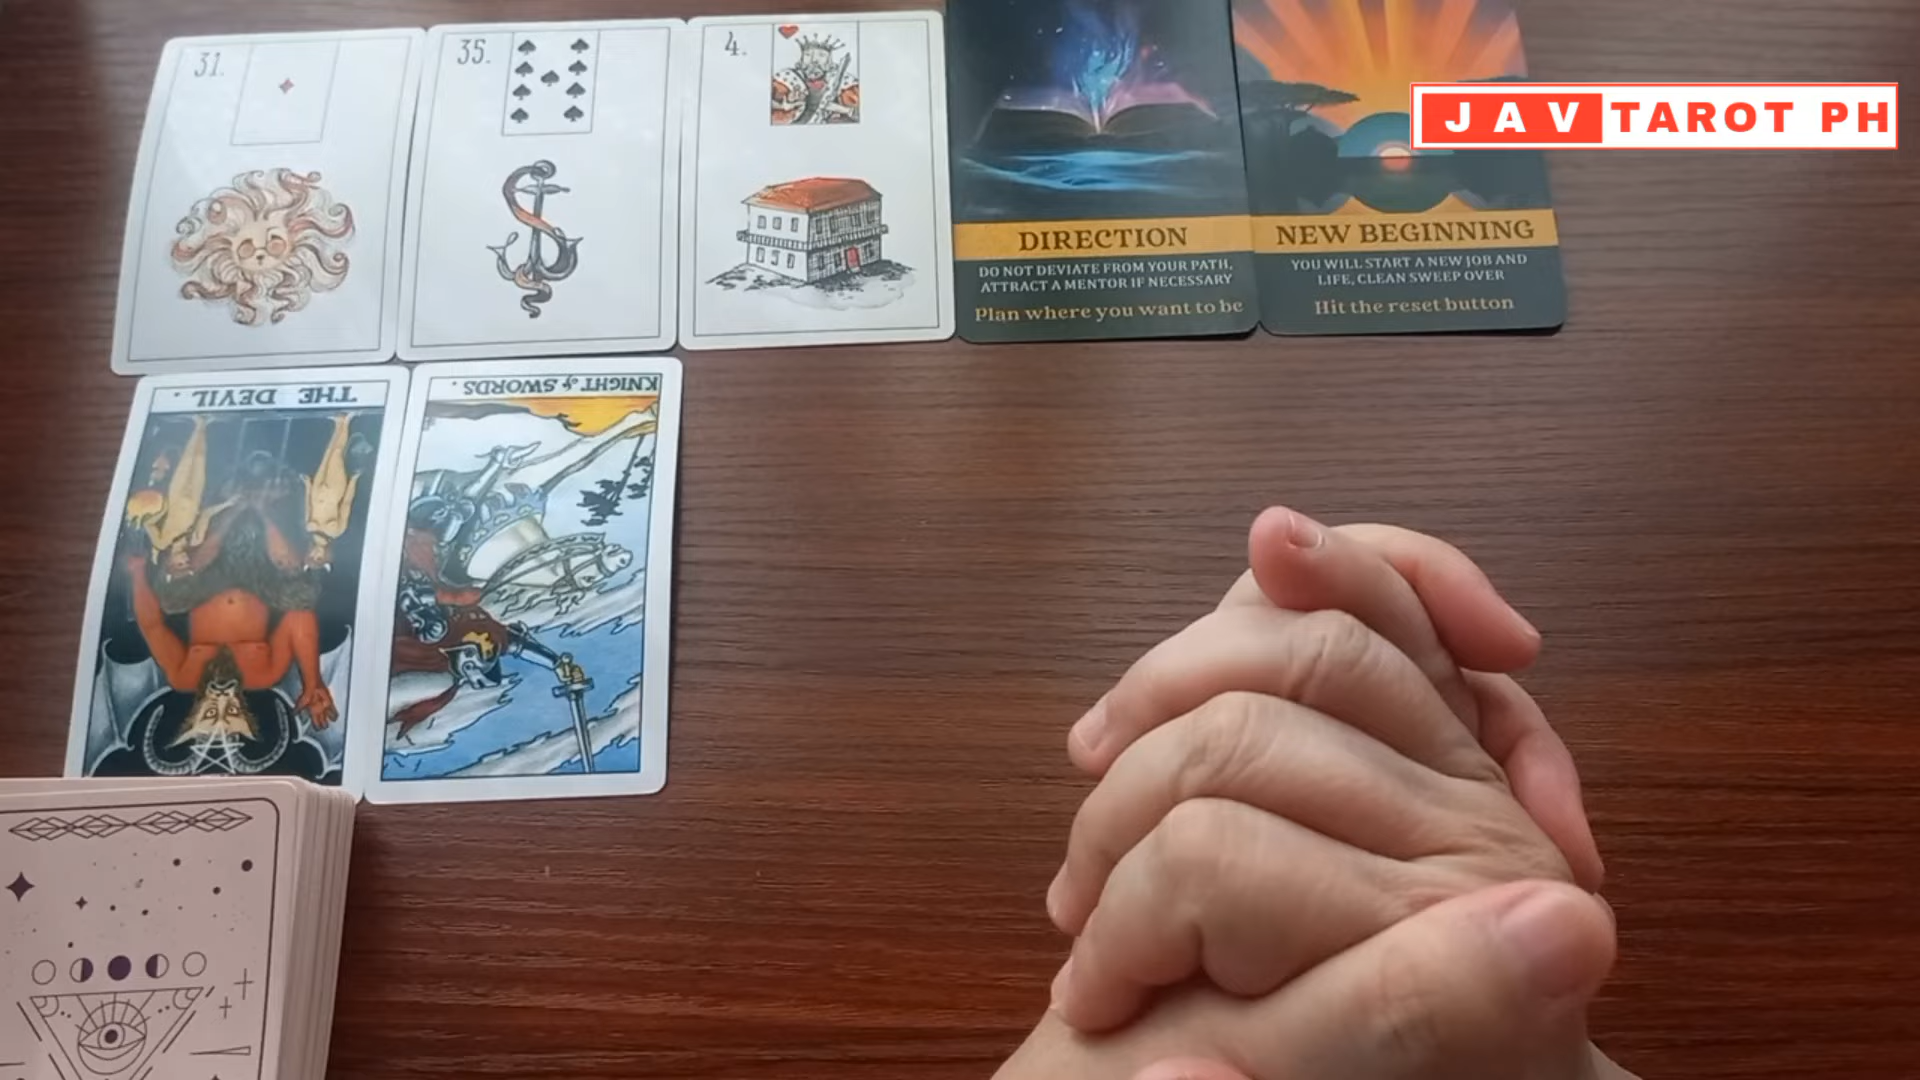 31.
35.
4.
DIRECTION
DO NOT DEVIATE FROM YOUR PATH,
ATTRACT A MENTOR IF NECESSARY
Plan where you want to be
NEW BEGINNING
YOU WILL START A NEW JOB AND
LIFE, CLEAN SWEEP OVER
Hit the reset button
JAV TAROT PH
THE DEVIL.
KNIGHT of SWORDS.